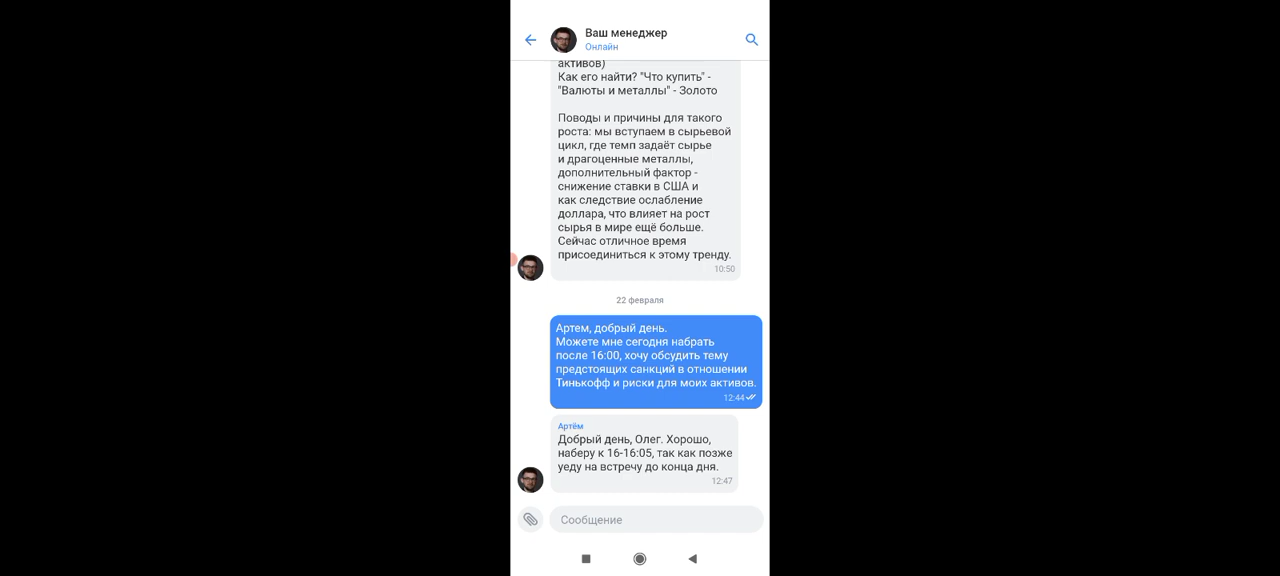 Ваш менеджер
Онлайн
активов)
Как его найти? "Что купить" -
"Валюты и металлы" - Золото
Поводы и причины для такого
роста: мы вступаем в сырьевой
цикл, где темп задаёт сырье
и драгоценные металлы,
дополнительный фактор -
снижение ставки в США и
как следствие ослабление
доллара, что влияет на рост
сырья в мире ещё больше.
Сейчас отличное время
присоединиться к этому тренду.
10:50
22 февраля
Артем, добрый день.
Можете мне сегодня набрать
после 16:00, хочу обсудить тему
предстоящих санкций в отношении
Тинькофф и риски для моих активов.
12:44
Артём
Добрый день, Олег. Хорошо,
наберу к 16-16:05, так как позже
уеду на встречу до конца дня.
12:47
Сообщение